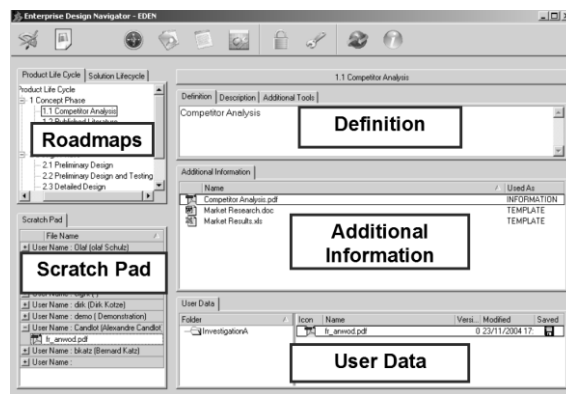 Enterprise Design Navigator - EDEN
Product Life Cycle Solution Lifecycle
Product Life Cycle
1 Concept Phase
1.1 Competitor Analysis
Roadmaps
2.1 Preliminary Design
2.2 Preliminary Design and Testing
2.3 Detailed Design
Scratch Pad
File Name
User Name : Olaf (olaf Schulz)
Scratch Pad
User Name : dirk (Dirk Kotze)
User Name : demo ( Demonstration)
User Name : Candlot (Alexandre Candlot
fr_anwod.pdf
User Name : bkatz (Bernard Katz)
User Name :
1.1 Competitor Analysis
Definition Description Additional Tools
Competitor Analysis
Definition
Additional Information
Name Used As
Competitor Analysis.pdf INFORMATION
Market Research.doc TEMPLATE
Market Results.xls TEMPLATE
Additional
Information
User Data
Folder Icon Name Versi... Modified Saved
InvestigationA fr_anwod.pdf 0 23/11/2004 17:
User Data